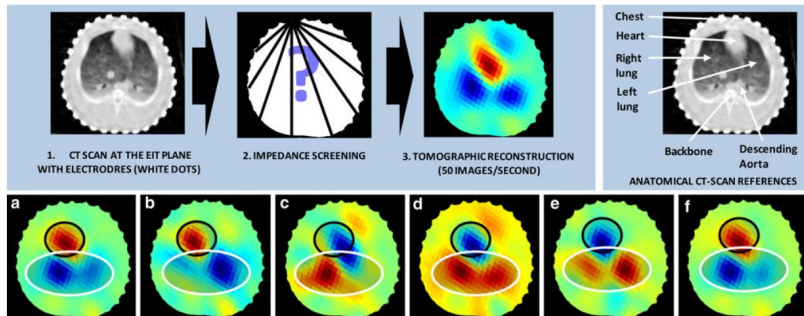 Chest
Heart
Right
lung
Left
lung
Backbone
Descending
Aorta
1. CT SCAN AT THE EIT PLANE
WITH ELECTRODRES (WHITE DOTS)
2. IMPEDANCE SCREENING
3. TOMOGRAPHIC RECONSTRUCTION
(50 IMAGES/SECOND)
ANATOMICAL CT-SCAN REFERENCES
?
a
b
c
d
e
f